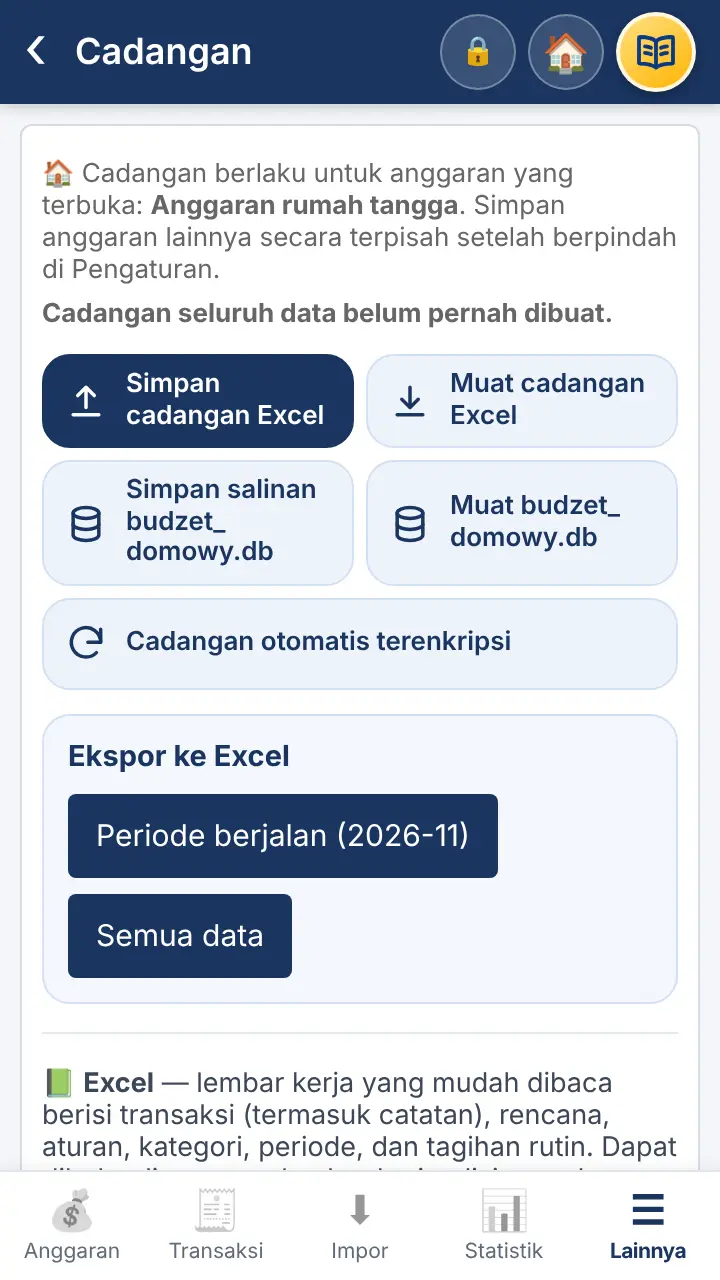 Cadangan
Cadangan berlaku untuk anggaran yang
terbuka: Anggaran rumah tangga. Simpan
anggaran lainnya secara terpisah setelah berpindah
di Pengaturan.
Cadangan seluruh data belum pernah dibuat.
Simpan
cadangan Excel
Muat cadangan
Excel
Simpan salinan
budzet_
domowy.db
Muat budzet_
domowy.db
Cadangan otomatis terenkripsi
Ekspor ke Excel
Periode berjalan (2026-11)
Semua data
Excel — lembar kerja yang mudah dibaca
berisi transaksi (termasuk catatan), rencana,
aturan, kategori, periode, dan tagihan rutin. Dapat
Anggaran
Transaksi
Impor
Statistik
Lainnya